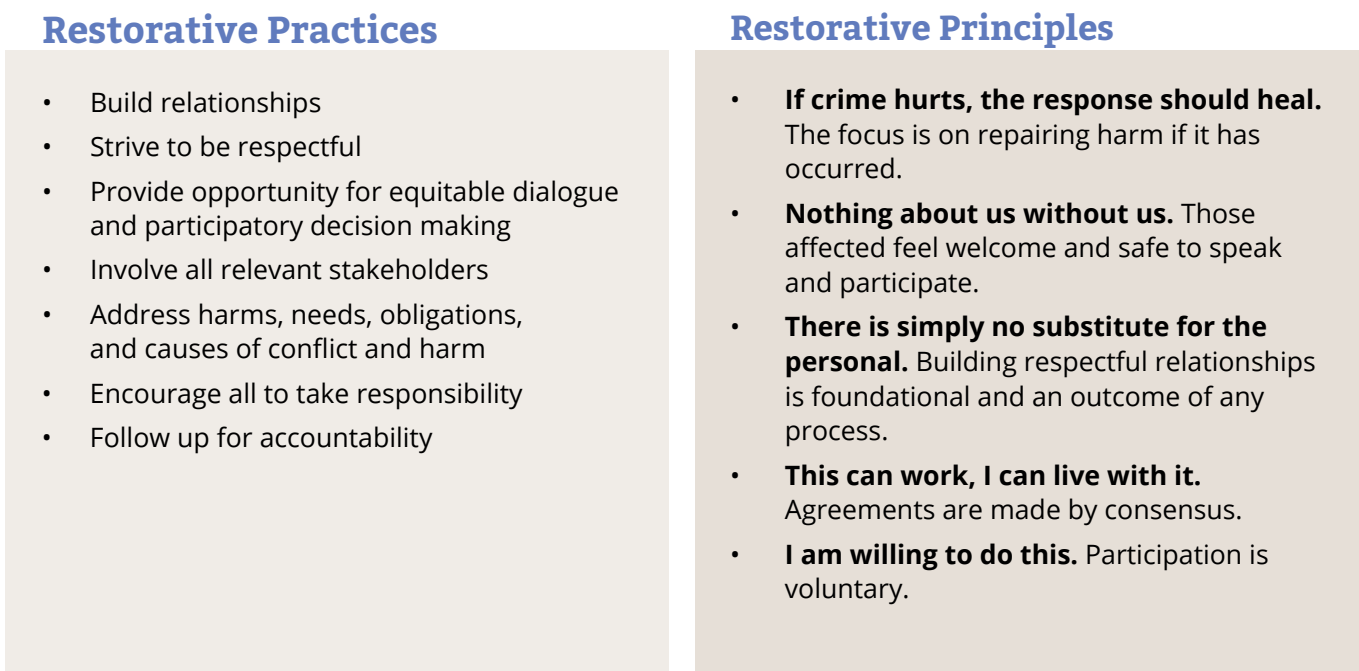 Restorative Practices
• Build relationships
• Strive to be respectful
• Provide opportunity for equitable dialogue
and participatory decision making
• Involve all relevant stakeholders
• Address harms, needs, obligations,
and causes of conflict and harm
• Encourage all to take responsibility
• Follow up for accountability
Restorative Principles
• If crime hurts, the response should heal.
The focus is on repairing harm if it has
occurred.
• Nothing about us without us. Those
affected feel welcome and safe to speak
and participate.
• There is simply no substitute for the
personal. Building respectful relationships
is foundational and an outcome of any
process.
• This can work, I can live with it.
Agreements are made by consensus.
• I am willing to do this. Participation is
voluntary.